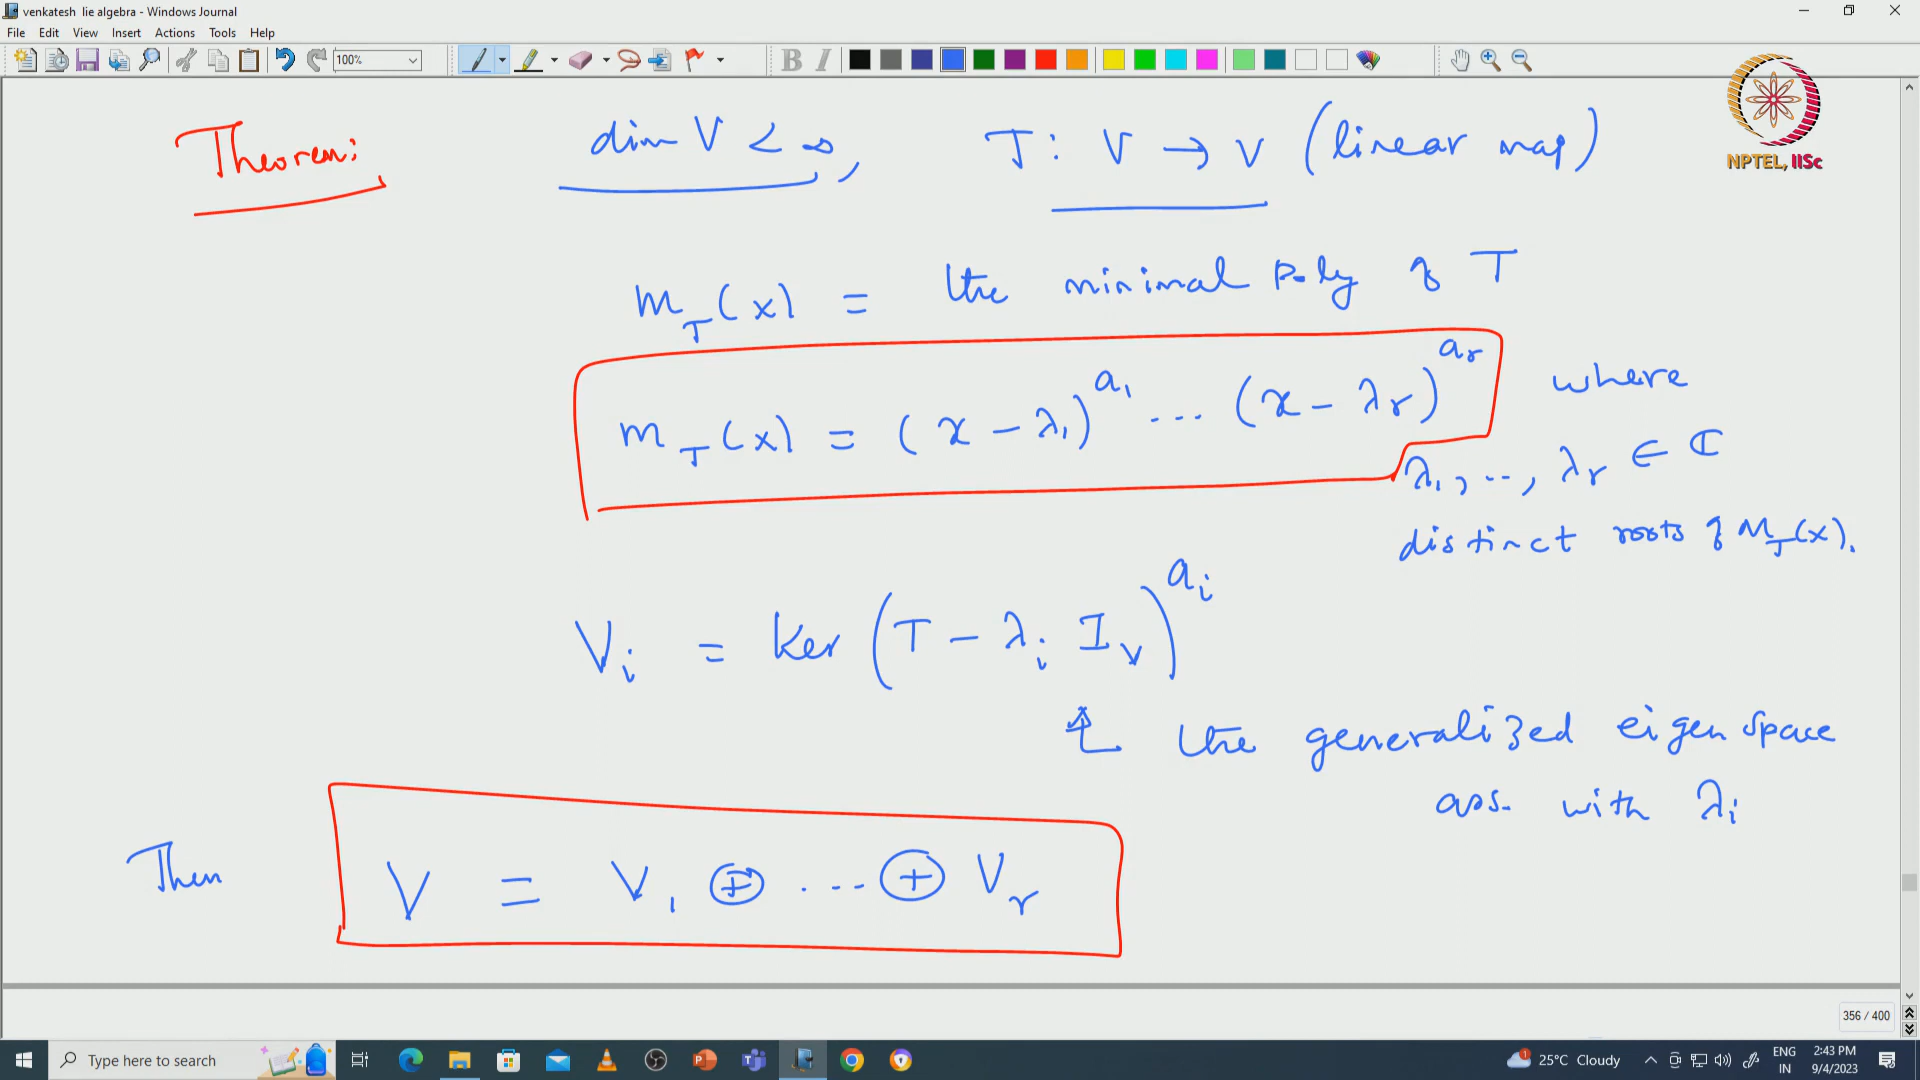 venkatesh lie algebra - Windows Journal
File Edit View Insert Actions Tools Help
100%
B I
NPTEL, IISc
Theorem: dim V < ∞, T: V → V (linear map)
m_T(x) = the minimal poly of T
m_T(x) = (x - λ_1)^{a_1} ... (x - λ_r)^{a_r} where
λ_1, .., λ_r ∈ ℂ
distinct roots of m_T(x).
V_i = Ker (T - λ_i I_V)^{a_i}
↑ the generalized eigen space
ass. with λ_i
Then V = V_1 ⊕ ... ⊕ V_r
356 / 400
Type here to search
25°C Cloudy
ENG
IN
2:43 PM
9/4/2023